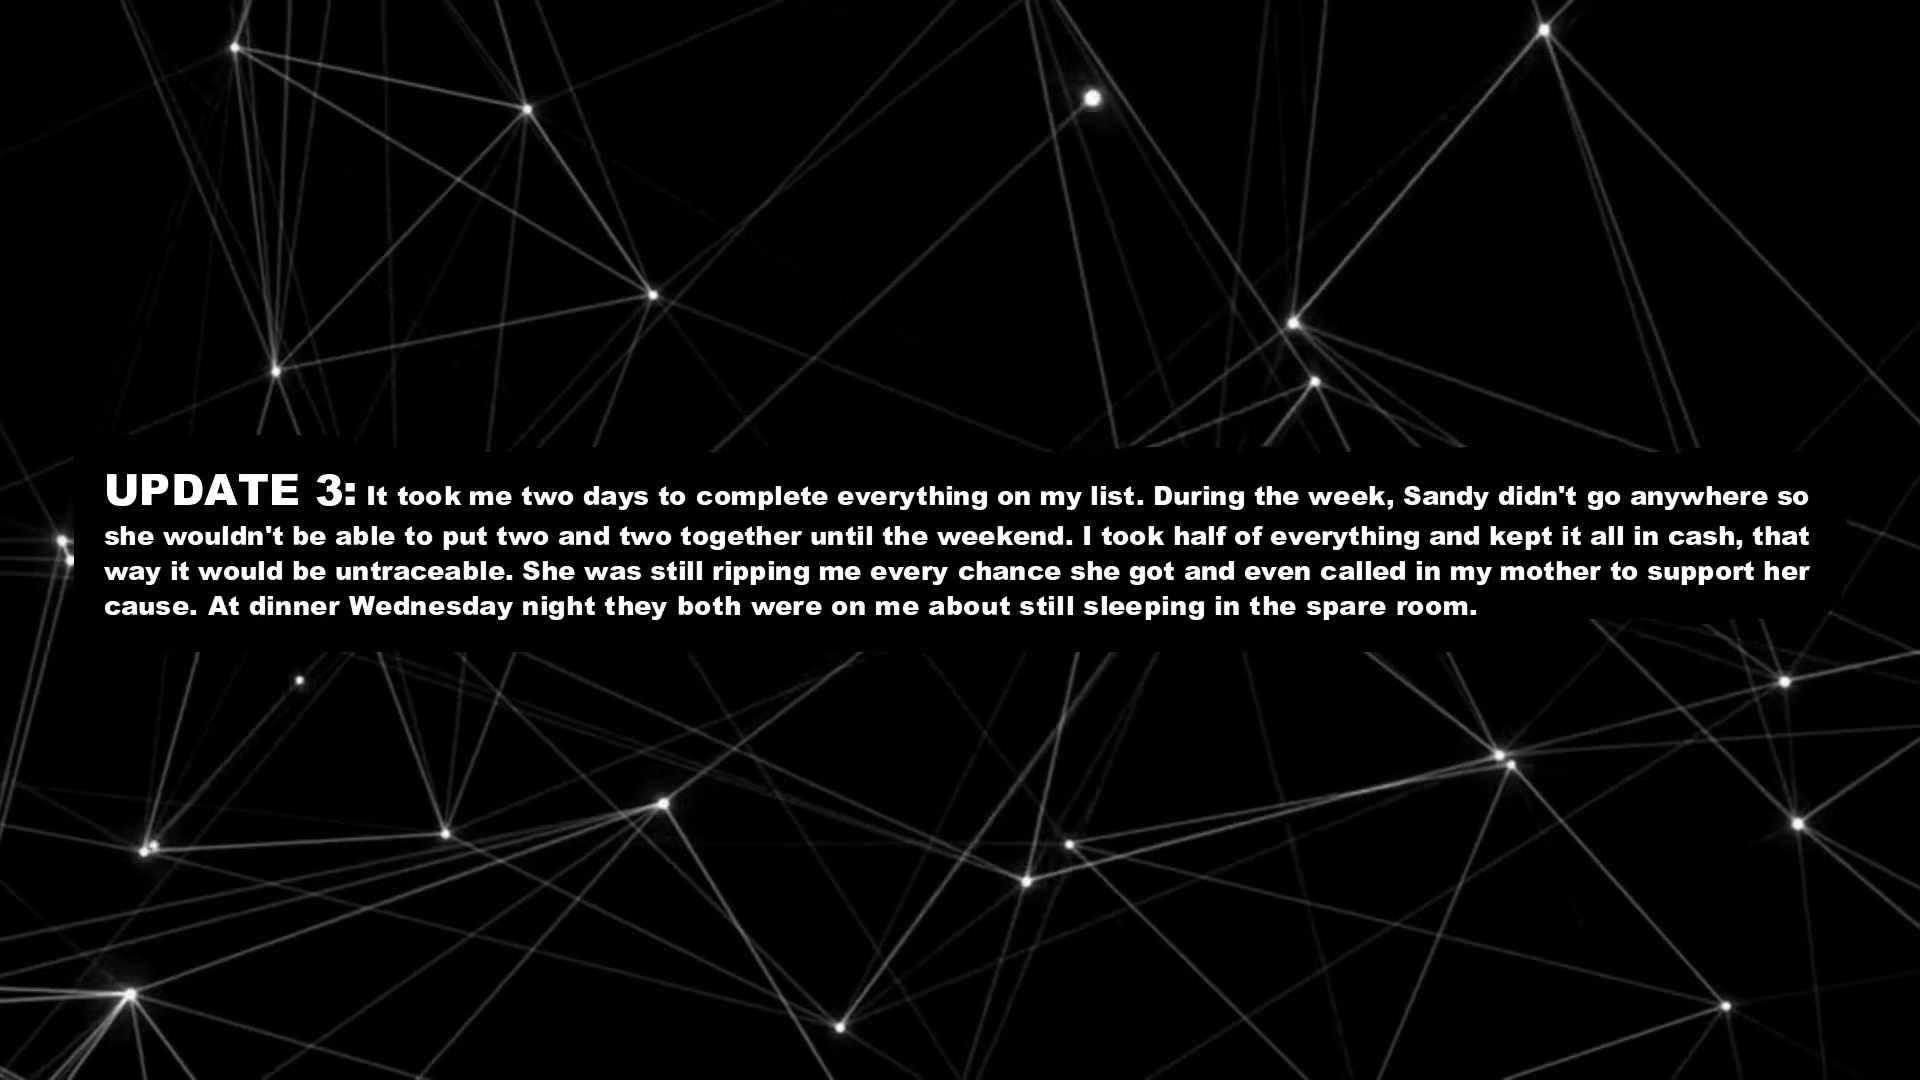 UPDATE 3: It took me two days to complete everything on my list. During the week, Sandy didn't go anywhere so
she wouldn't be able to put two and two together until the weekend. I took half of everything and kept it all in cash, that
way it would be untraceable. She was still ripping me every chance she got and even called in my mother to support her
cause. At dinner Wednesday night they both were on me about still sleeping in the spare room.